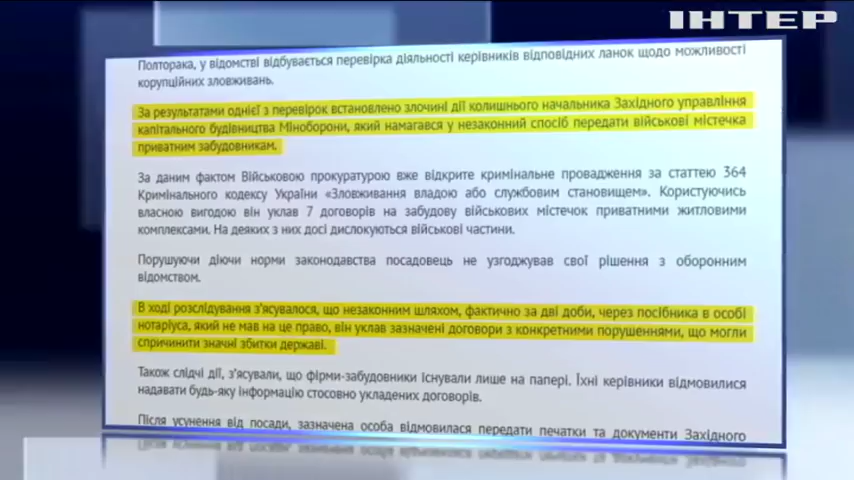 ІНТЕР
Полторака, у відомстві відбувається перевірка діяльності керівників відповідних ланок щодо можливості
корупційних зловживань.
За результатами однієї з перевірок встановлено злочині дії колишнього начальника Західного управління
капітального будівництва Міноборони, який намагався у незаконний спосіб передати військові містечка
приватним забудовникам.
За даним фактом Військовою прокуратурою вже відкрите кримінальне провадження за статтею 364
Кримінального кодексу України «Зловживання владою або службовим становищем». Користуючись
власною вигодою він уклав 7 договорів на забудову військових містечок приватними житловими
комплексами. На деяких з них досі дислокуються військові частини.
Порушуючи діючи норми законодавства посадовець не узгоджував свої рішення з оборонним
відомством.
В ході розслідування з'ясувалося, що незаконним шляхом, фактично за дві доби, через посібника в особі
нотаріуса, який не мав на це право, він уклав зазначені договори з конкретними порушеннями, що могли
спричинити значні збитки державі.
Також слідчі дії, з'ясували, що фірми-забудовники існували лише на папері. Їхні керівники відмовилися
надавати будь-яку інформацію стосовно укладених договорів.
Після усунення від посади, зазначена особа відмовилася передати печатки та документи Західного